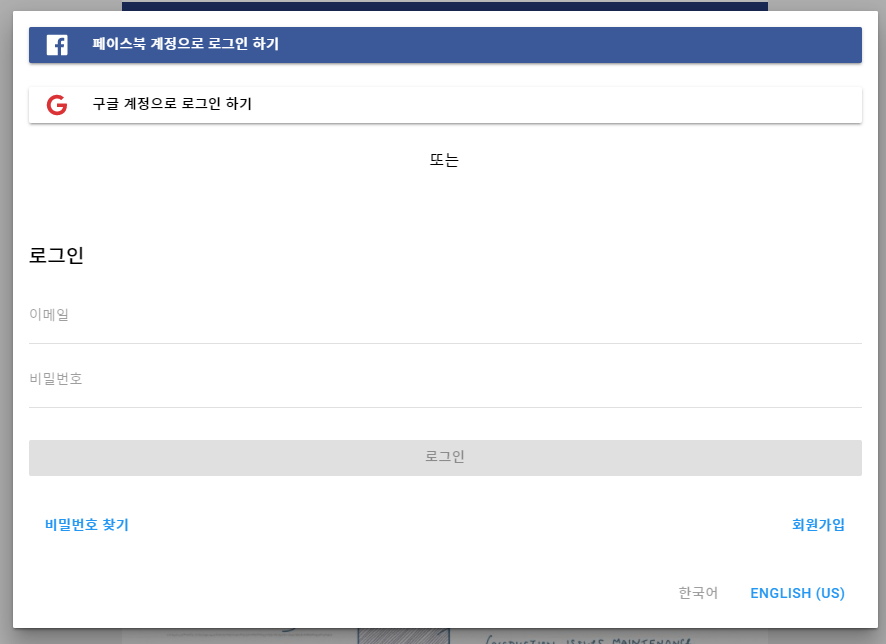 페이스북 계정으로 로그인 하기
구글 계정으로 로그인 하기
또는
로그인
이메일
비밀번호
로그인
비밀번호 찾기
회원가입
한국어
ENGLISH (US)